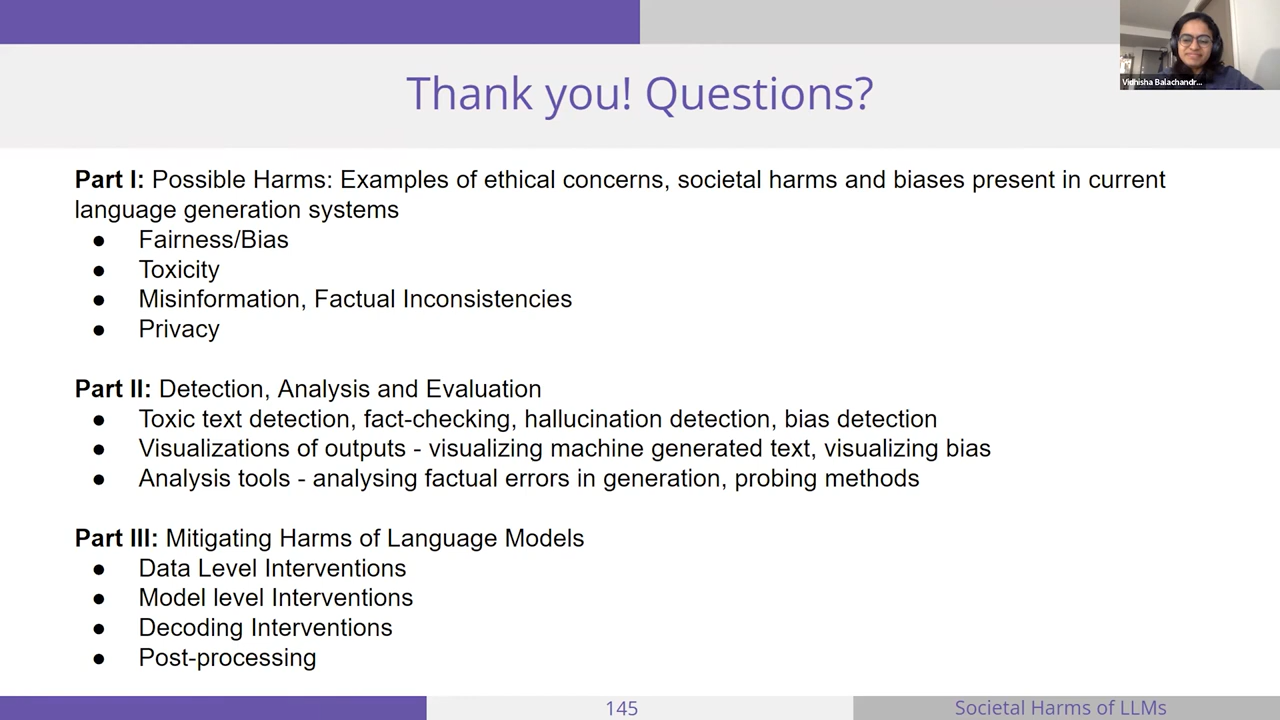 Thank you! Questions?
Vidhisha Balachandr...
Part I: Possible Harms: Examples of ethical concerns, societal harms and biases present in current
language generation systems
● Fairness/Bias
● Toxicity
● Misinformation, Factual Inconsistencies
● Privacy
Part II: Detection, Analysis and Evaluation
● Toxic text detection, fact-checking, hallucination detection, bias detection
● Visualizations of outputs - visualizing machine generated text, visualizing bias
● Analysis tools - analysing factual errors in generation, probing methods
Part III: Mitigating Harms of Language Models
● Data Level Interventions
● Model level Interventions
● Decoding Interventions
● Post-processing
145
Societal Harms of LLMs